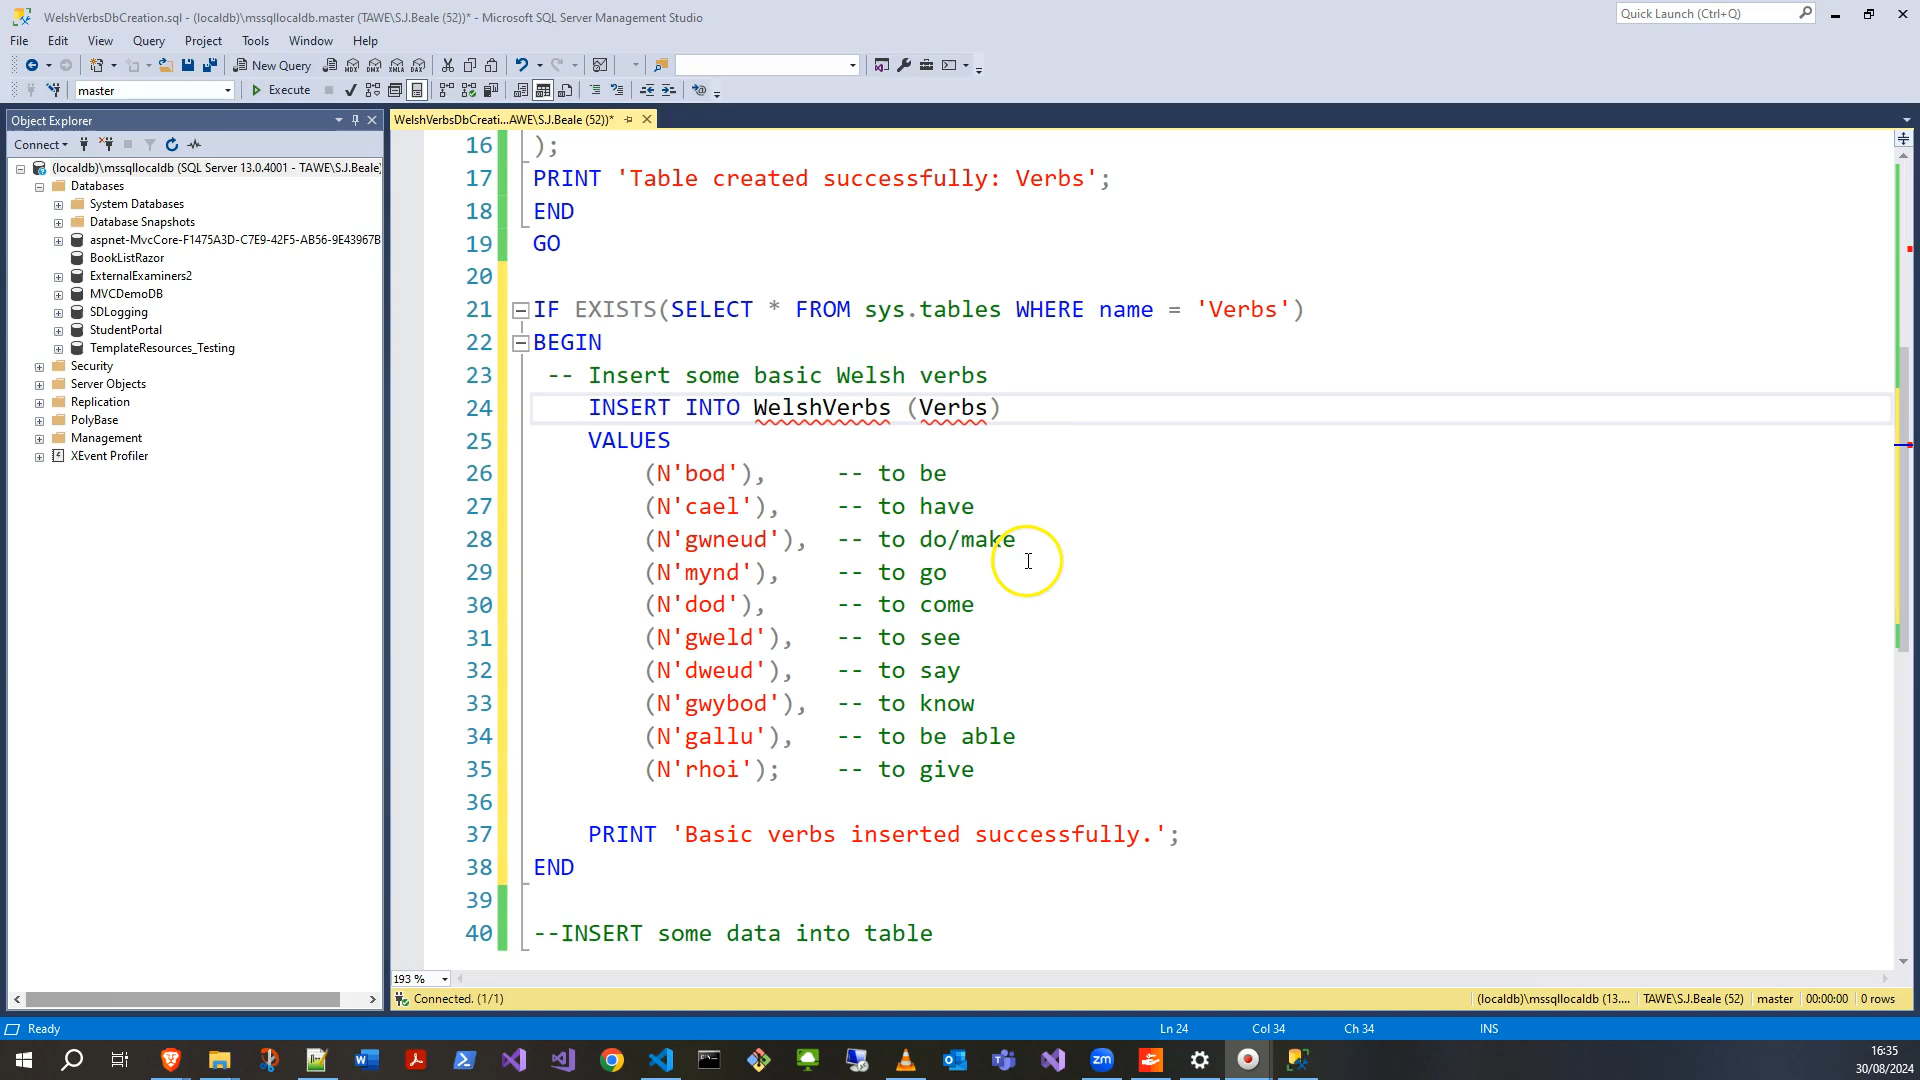 WelshVerbsDbCreation.sql - (localdb)\mssqllocaldb.master (TAWE\S.J.Beale (52))* - Microsoft SQL Server Management Studio
Quick Launch (Ctrl+Q)
File Edit View Query Project Tools Window Help
New Query
master Execute
Object Explorer
Connect
(localdb)\mssqllocaldb (SQL Server 13.0.4001 - TAWE\S.J.Beale)
Databases
System Databases
Database Snapshots
aspnet-MvcCore-F1475A3D-C7E9-42F5-AB56-9E43967B
BookListRazor
ExternalExaminers2
MVCDemoDB
SDLogging
StudentPortal
TemplateResources_Testing
Security
Server Objects
Replication
PolyBase
Management
XEvent Profiler
WelshVerbsDbCreati...AWE\S.J.Beale (52))*
16 );
17 PRINT 'Table created successfully: Verbs';
18 END
19 GO
20
21 IF EXISTS(SELECT * FROM sys.tables WHERE name = 'Verbs')
22 BEGIN
23 -- Insert some basic Welsh verbs
24 INSERT INTO WelshVerbs (Verbs)
25 VALUES
26 (N'bod'), -- to be
27 (N'cael'), -- to have
28 (N'gwneud'), -- to do/make
29 (N'mynd'), -- to go
30 (N'dod'), -- to come
31 (N'gweld'), -- to see
32 (N'dweud'), -- to say
33 (N'gwybod'), -- to know
34 (N'gallu'), -- to be able
35 (N'rhoi'); -- to give
36
37 PRINT 'Basic verbs inserted successfully.';
38 END
39
40 --INSERT some data into table
193 %
Connected. (1/1)
(localdb)\mssqllocaldb (13.... TAWE\S.J.Beale (52) master 00:00:00 0 rows
Ready
Ln 24 Col 34 Ch 34 INS
16:35
30/08/2024